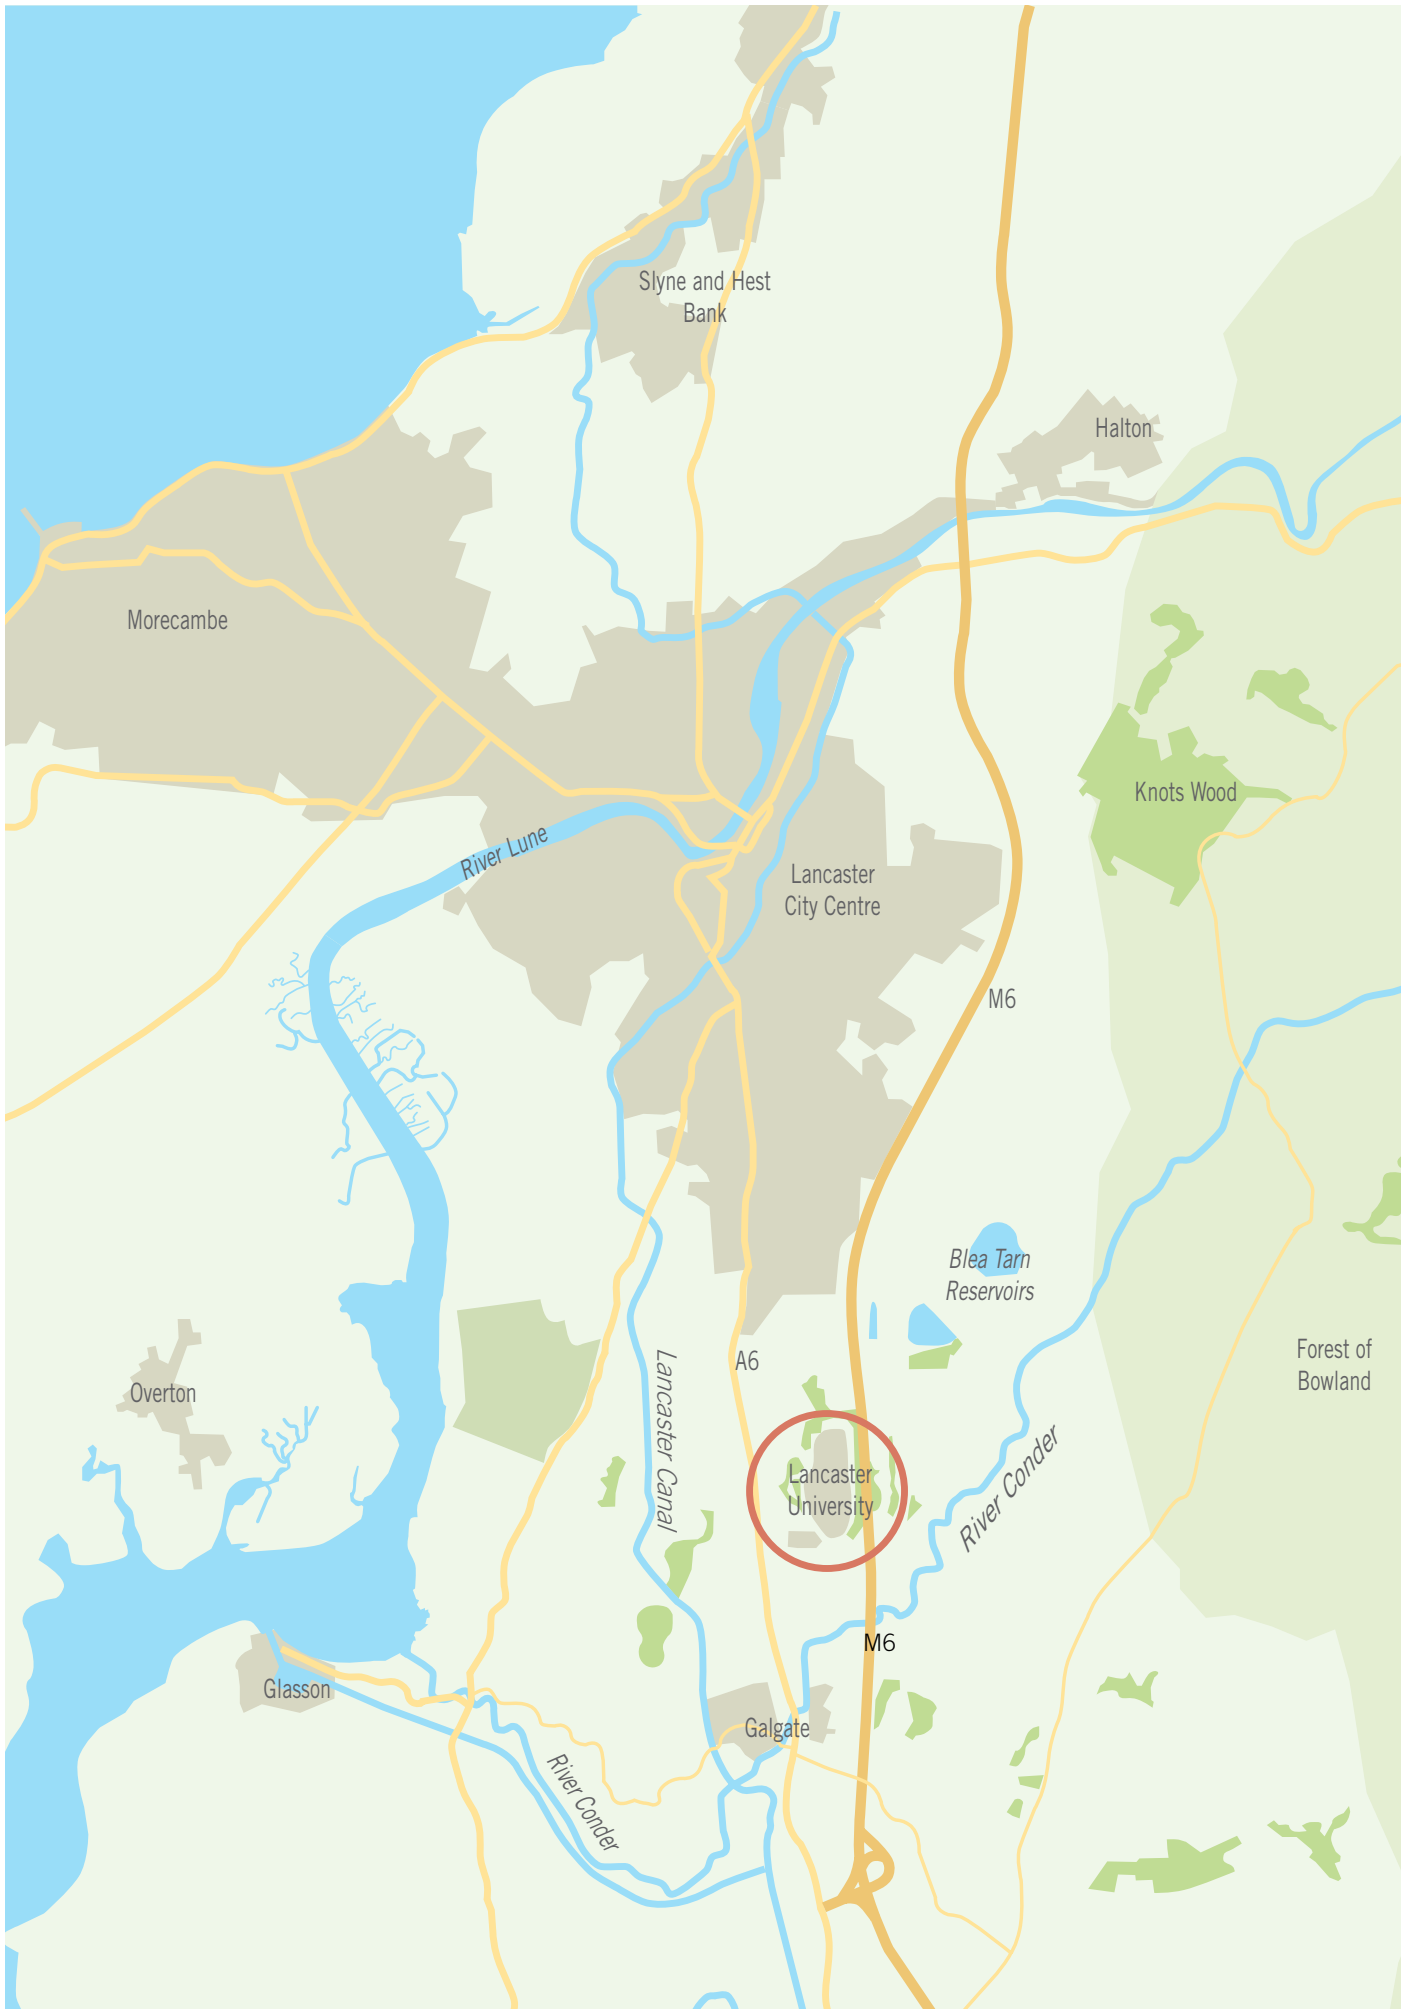 Slyne and Hest
Bank
Halton
Morecambe
Knots Wood
River Lune
Lancaster
City Centre
M6
Blea Tarn
Reservoirs
Forest of
Bowland
A6
Overton
Lancaster Canal
Lancaster
University
River Conder
M6
Glasson
Galgate
River Conder